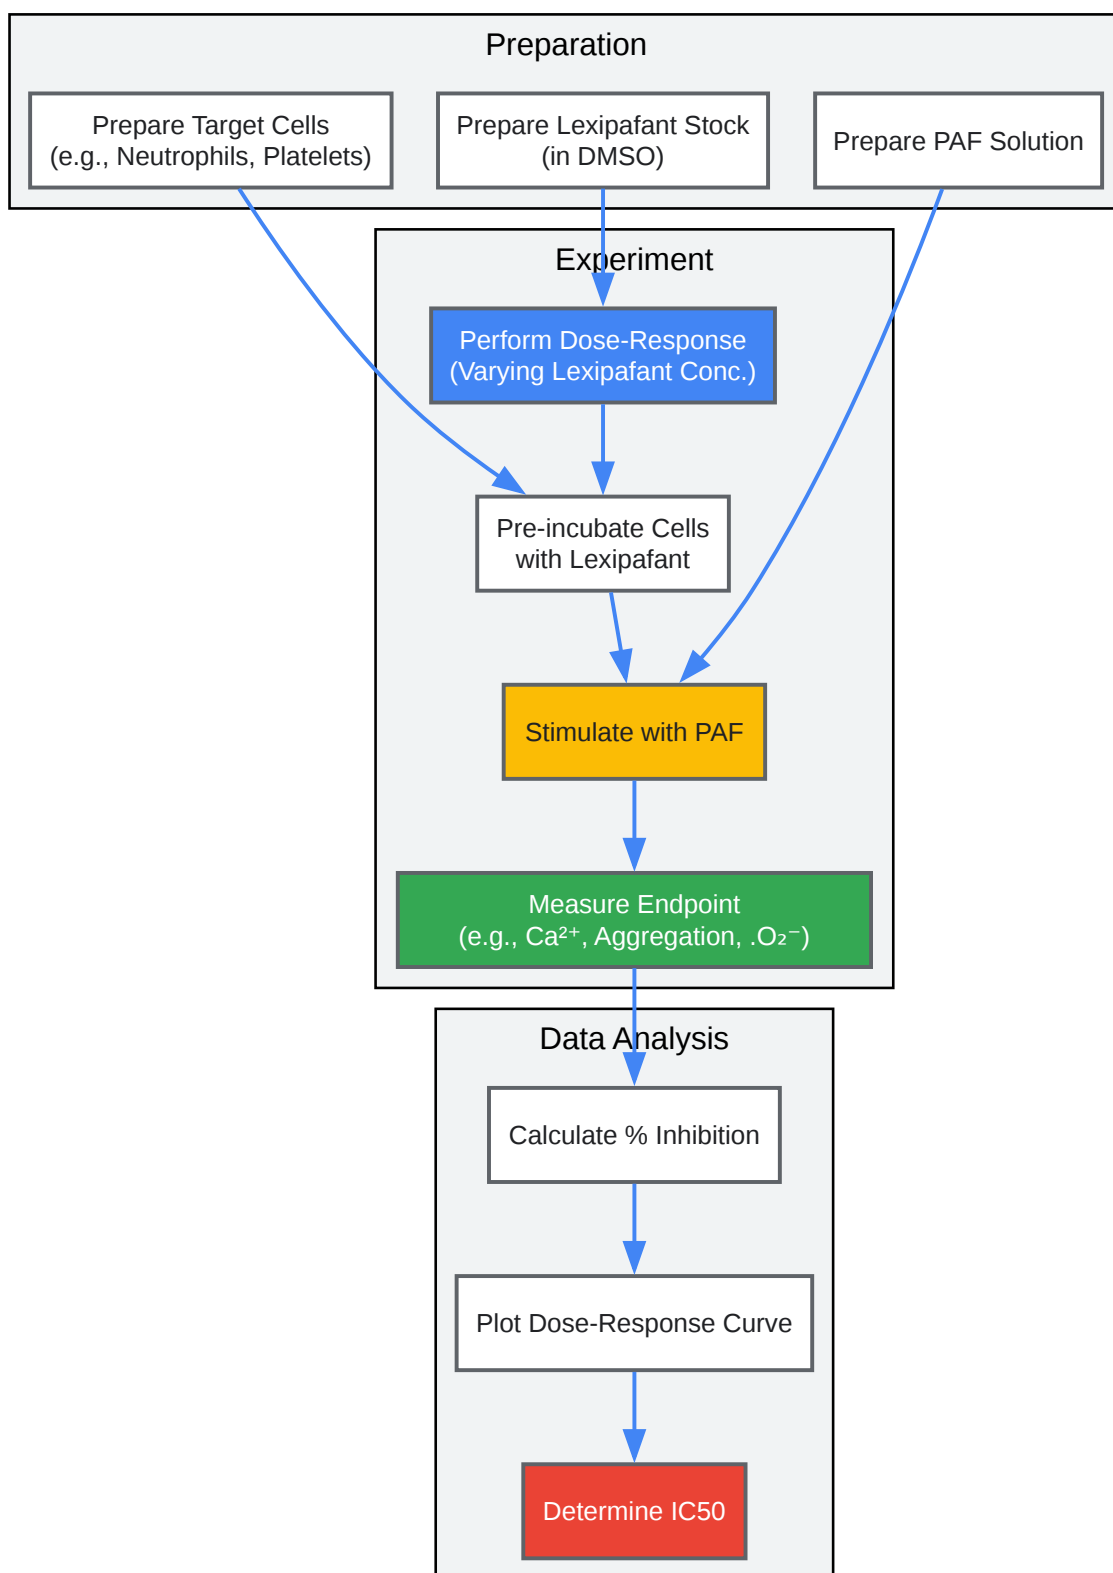 Preparation
Prepare Target Cells
(e.g., Neutrophils, Platelets)
Prepare Lexipafant Stock
(in DMSO)
Prepare PAF Solution
Experiment
Perform Dose-Response
(Varying Lexipafant Conc.)
Pre-incubate Cells
with Lexipafant
Stimulate with PAF
Measure Endpoint
(e.g., Ca²⁺, Aggregation, .O₂⁻)
Data Analysis
Calculate % Inhibition
Plot Dose-Response Curve
Determine IC50